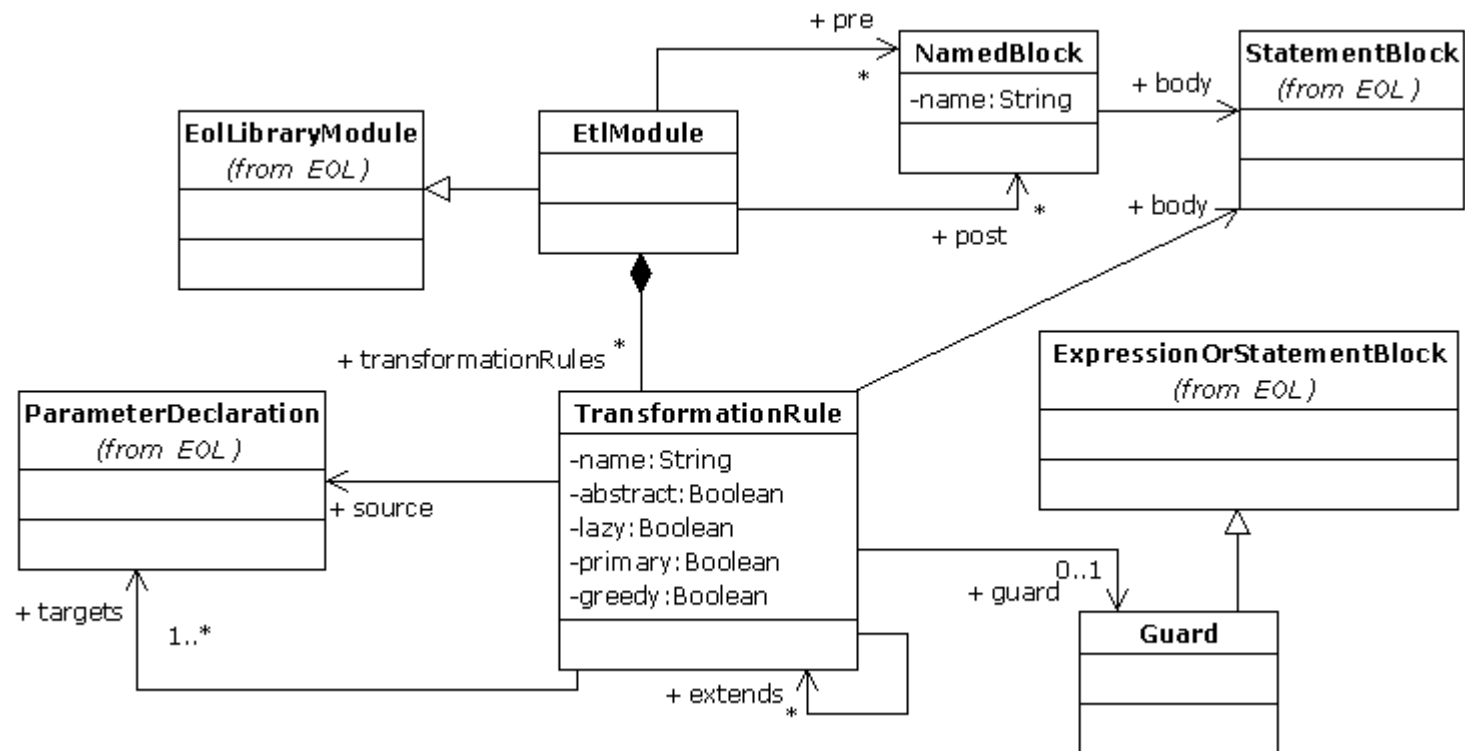 + pre
*
NamedBlock
-name:String
StatementBlock
(from EOL)
+ body
EolLibraryModule
(from EOL)
EtlModule
+ post
*
+ body
+ transformationRules
*
ExpressionOrStatementBlock
(from EOL)
ParameterDeclaration
(from EOL)
TransformationRule
-name:String
-abstract:Boolean
-lazy:Boolean
-primary:Boolean
-greedy:Boolean
+ source
+ targets
1..*
+ guard
0..1
Guard
+ extends
*